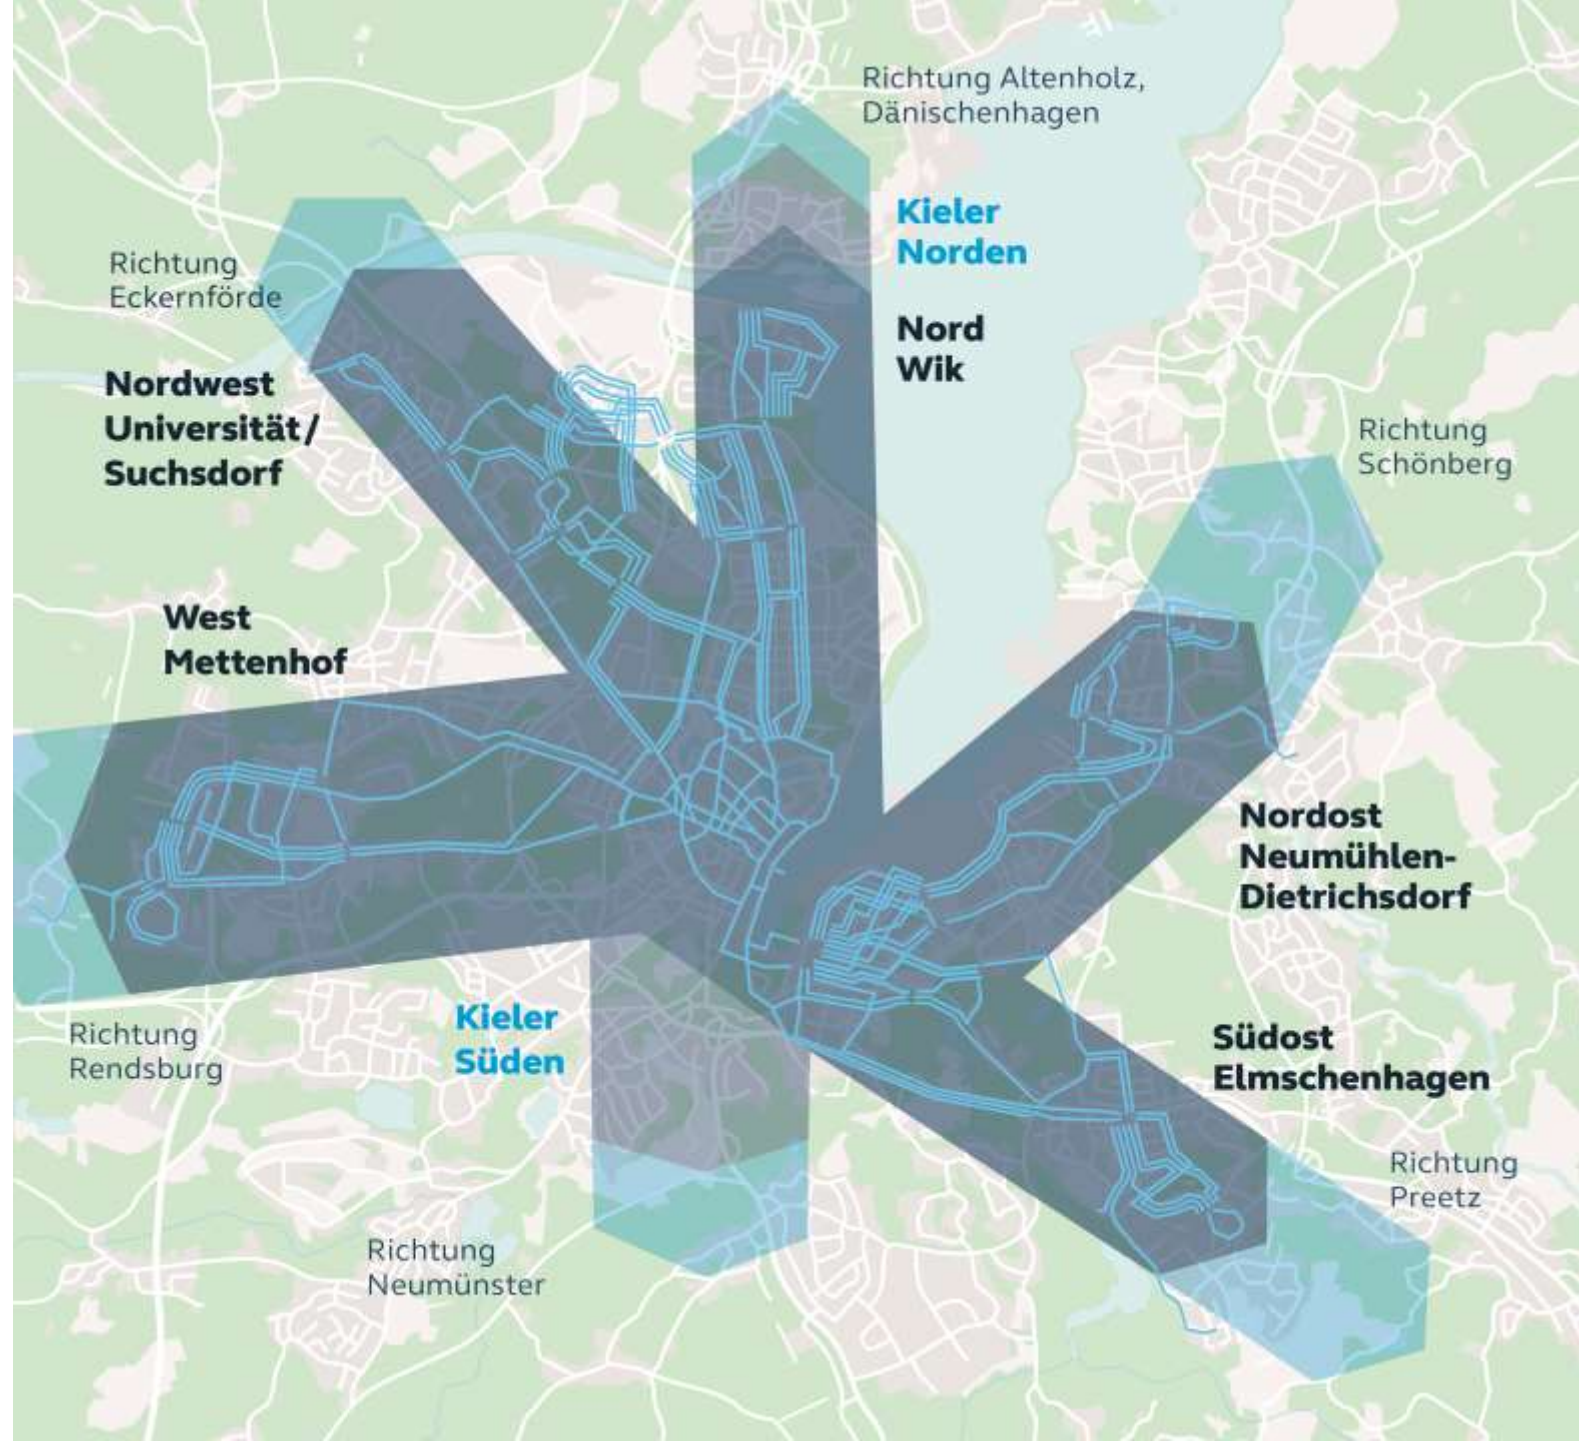 Richtung Altenholz,
Dänischenhagen
Kieler
Norden
Richtung
Eckernförde
Nord
Wik
Nordwest
Universität/
Suchsdorf
Richtung
Schönberg
West
Mettenhof
Nordost
Neumühlen-
Dietrichsdorf
Kieler
Süden
Richtung
Rendsburg
Südost
Elmschenhagen
Richtung
Preetz
Richtung
Neumünster